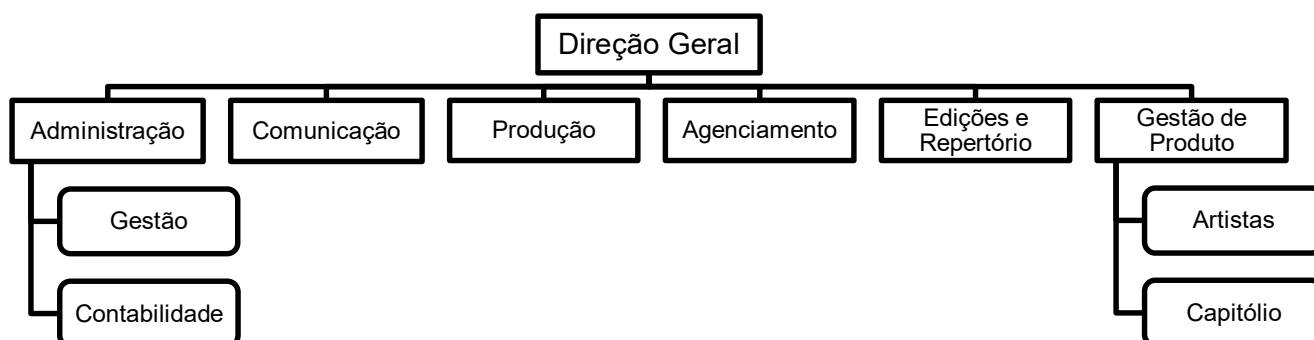 Direção Geral
Administração
Comunicação
Produção
Agenciamento
Edições e
Repertório
Gestão de
Produto
Gestão
Contabilidade
Artistas
Capitólio